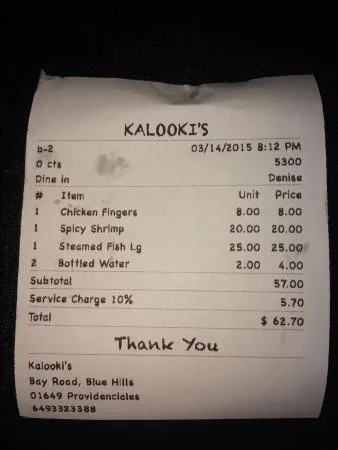 KALOOKI'S
b-2 03/14/2015 8:12 PM
0 cts 5300
Dine in Denise
# Item Unit Price
1 Chicken Fingers 8.00 8.00
1 Spicy Shrimp 20.00 20.00
1 Steamed Fish Lg 25.00 25.00
2 Bottled Water 2.00 4.00
Subtotal 57.00
Service Charge 10% 5.70
Total $ 62.70
Thank You
Kalooki's
Bay Road, Blue Hills
01649 Providenciales
6493323388